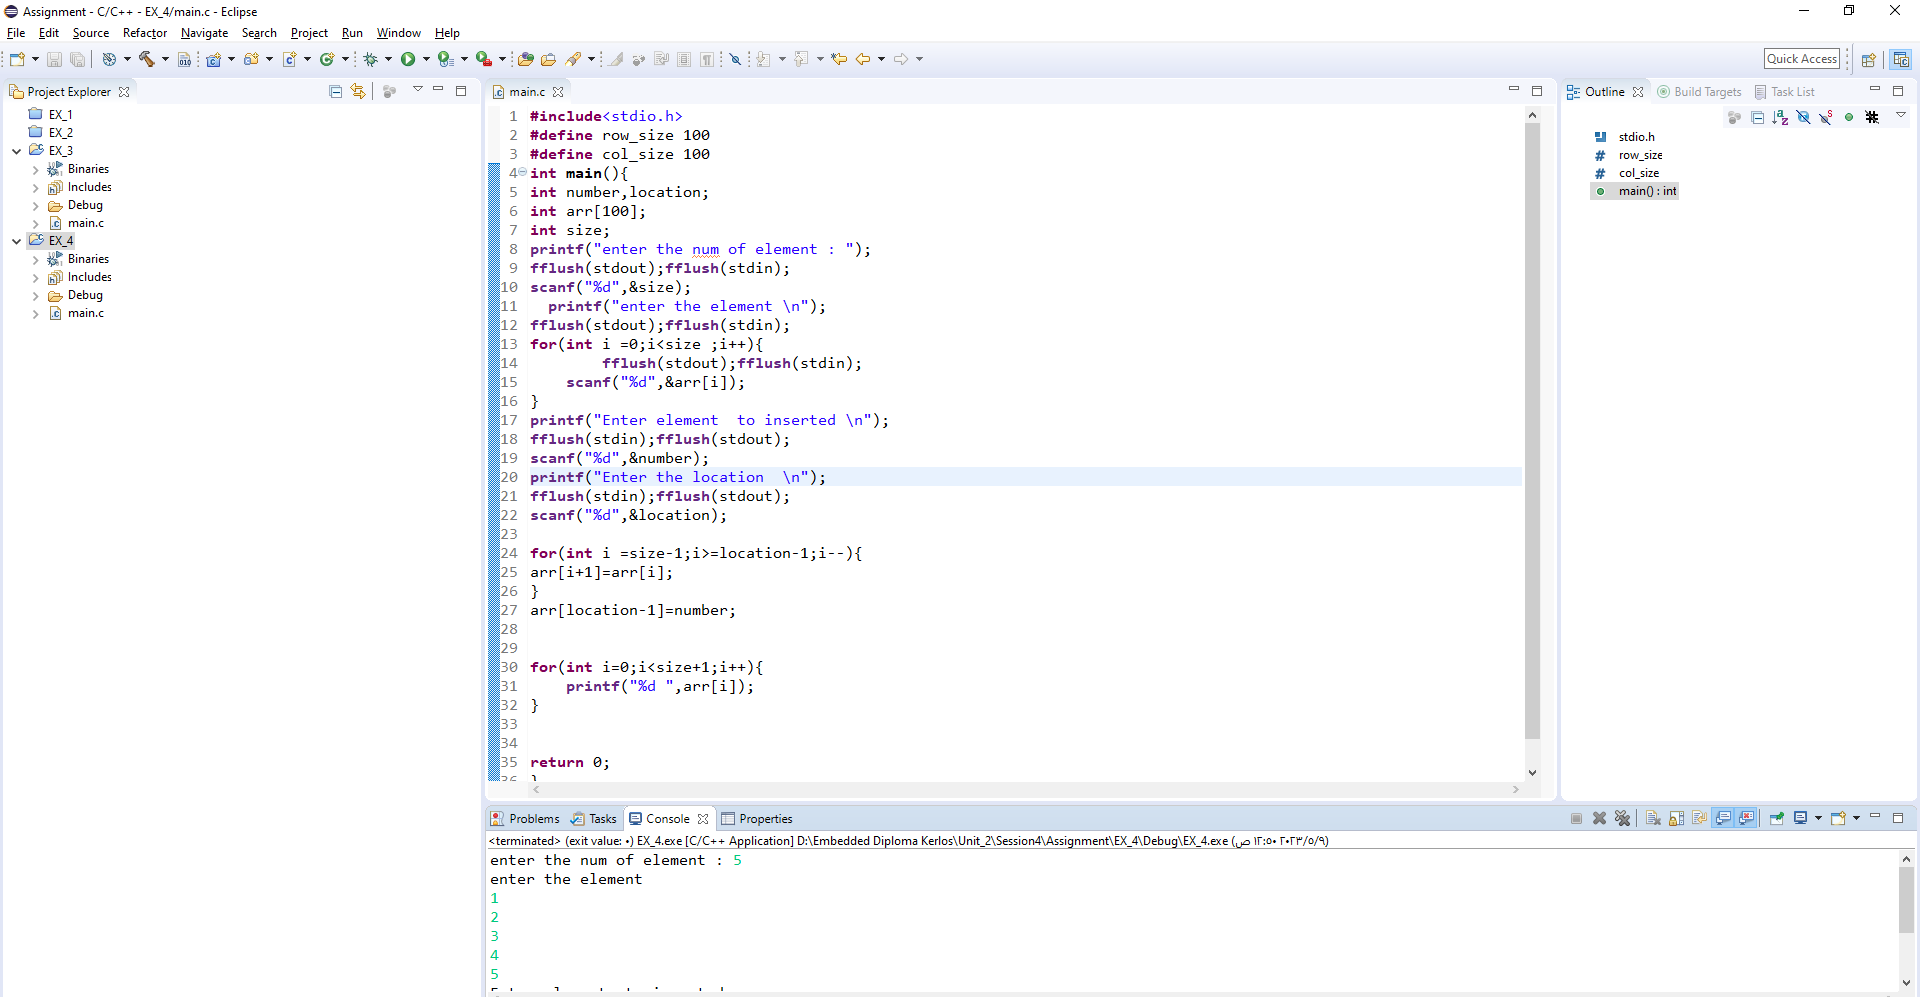 Assignment - C/C++ - EX_4/main.c - Eclipse
File Edit Source Refactor Navigate Search Project Run Window Help
Quick Access
Project Explorer
EX_1
EX_2
EX_3
Binaries
Includes
Debug
main.c
EX_4
Binaries
Includes
Debug
main.c
main.c
1 #include<stdio.h>
2 #define row_size 100
3 #define col_size 100
4 int main(){
5 int number,location;
6 int arr[100];
7 int size;
8 printf("enter the num of element : ");
9 fflush(stdout);fflush(stdin);
10 scanf("%d",&size);
11 printf("enter the element \n");
12 fflush(stdout);fflush(stdin);
13 for(int i =0;i<size ;i++){
14 fflush(stdout);fflush(stdin);
15 scanf("%d",&arr[i]);
16 }
17 printf("Enter element  to inserted \n");
18 fflush(stdin);fflush(stdout);
19 scanf("%d",&number);
20 printf("Enter the location  \n");
21 fflush(stdin);fflush(stdout);
22 scanf("%d",&location);
23
24 for(int i =size-1;i>=location-1;i--){
25 arr[i+1]=arr[i];
26 }
27 arr[location-1]=number;
28
29
30 for(int i=0;i<size+1;i++){
31 printf("%d ",arr[i]);
32 }
33
34
35 return 0;
36 }
Outline Build Targets Task List
stdio.h
row_size
col_size
main() : int
Problems Tasks Console Properties
<terminated> (exit value: ٠) EX_4.exe [C/C++ Application] D:\Embedded Diploma Kerlos\Unit_2\Session4\Assignment\EX_4\Debug\EX_4.exe (٩‏/٥‏/٢٠٢٣ ١٢:٥٠ ص)
enter the num of element : 5
enter the element
1
2
3
4
5